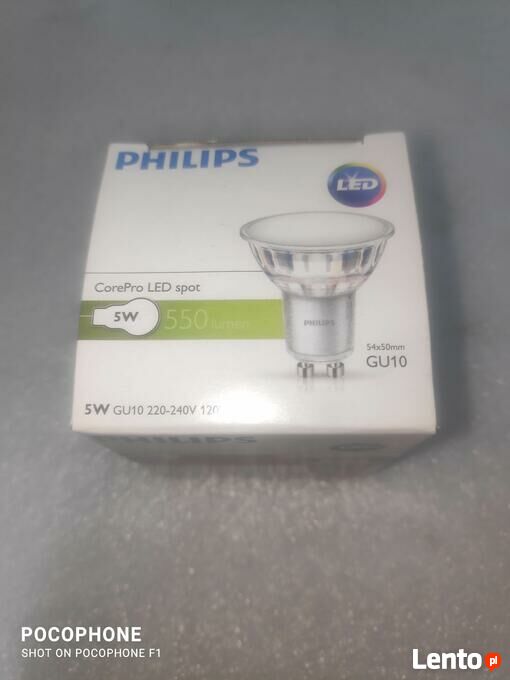 PHILIPS
LED
CorePro LED spot
5W 550 lumen
PHILIPS
54x50mm
GU10
5W GU10 220-240V 120°
PHILIPS
POCOPHONE
SHOT ON POCOPHONE F1
Lento.pl